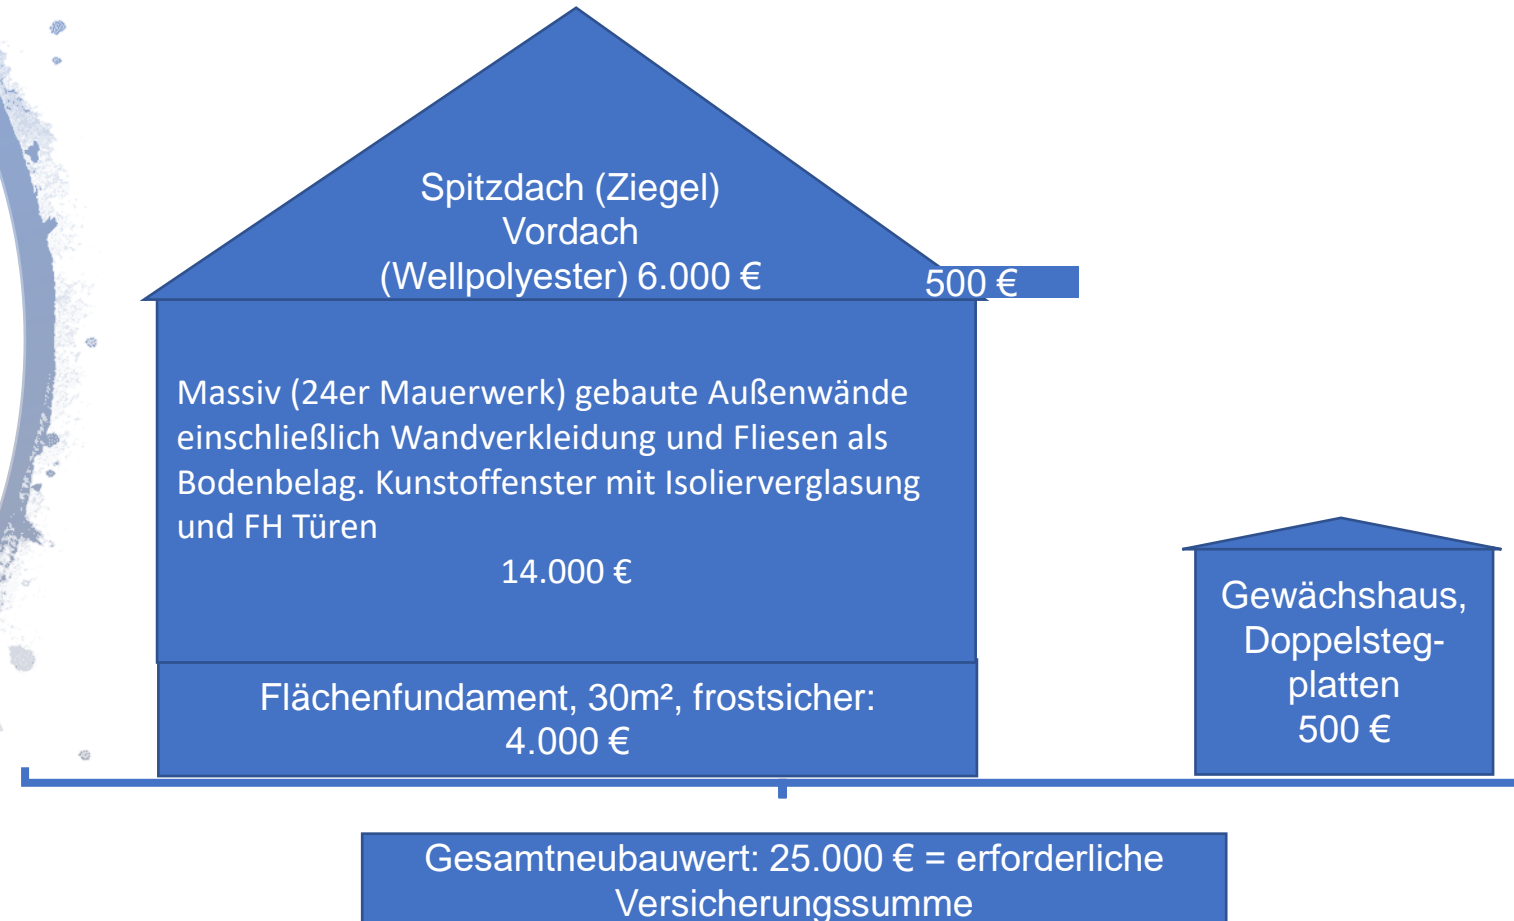 Spitzdach (Ziegel)
Vordach
(Wellpolyester) 6.000 €
500 €
Massiv (24er Mauerwerk) gebaute Außenwände
einschließlich Wandverkleidung und Fliesen als
Bodenbelag. Kunstoffenster mit Isolierverglasung
und FH Türen
14.000 €
Flächenfundament, 30m², frostsicher:
4.000 €
Gewächshaus,
Doppelsteg-
platten
500 €
Gesamtneubauwert: 25.000 € = erforderliche
Versicherungssumme